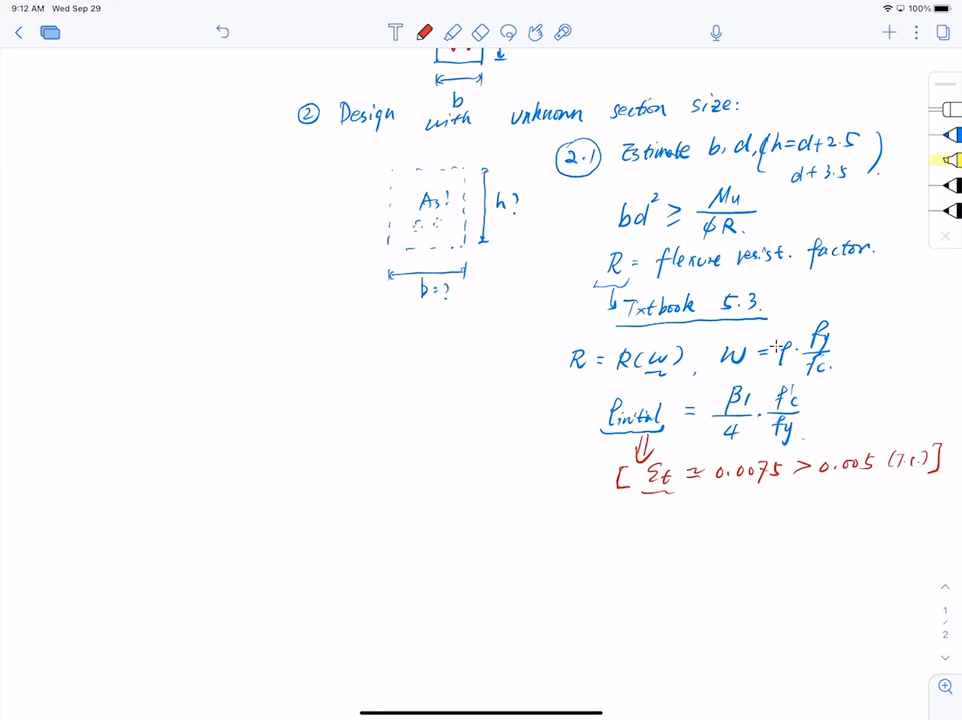 9:12 AM Wed Sep 29
100%
T
b
② Design with unknown section size:
2.1 Estimate b, d, (h = d + 2.5
d + 3.5)
As?
h?
b = ?
bd² ≥ Mu / ϕR.
R = flexure resist. factor.
Txtbook 5.3.
R = R(w), w = ρ · fy / fc.
ρinitial = β1 / 4 · f'c / fy
[ εt ≃ 0.0075 > 0.005 (T.C.) ]
1
/
2